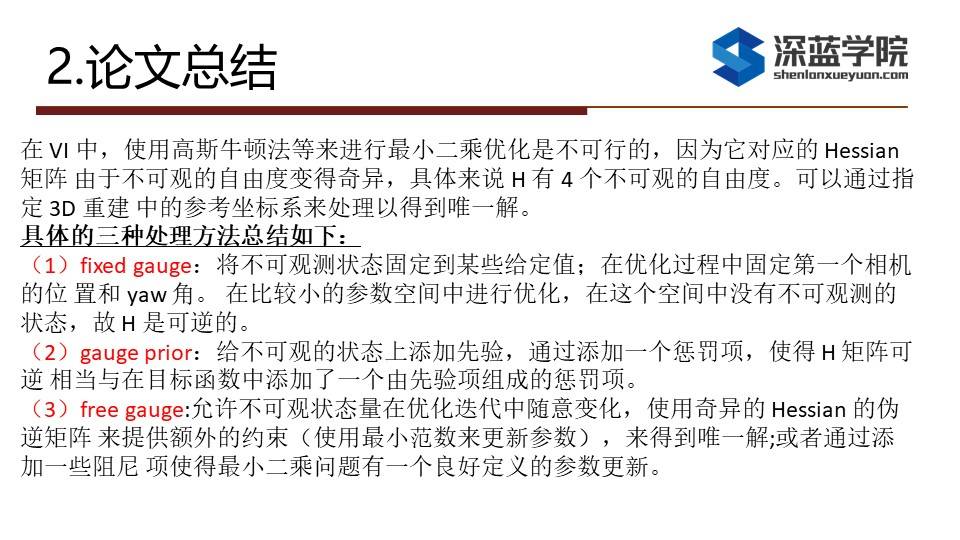 2.论文总结
深蓝学院
shenlanxueyuan.com
在 VI 中，使用高斯牛顿法等来进行最小二乘优化是不可行的，因为它对应的 Hessian
矩阵 由于不可观的自由度变得奇异，具体来说 H 有 4 个不可观的自由度。可以通过指
定 3D 重建 中的参考坐标系来处理以得到唯一解。
具体的三种处理方法总结如下：
（1）fixed gauge：将不可观测状态固定到某些给定值；在优化过程中固定第一个相机
的位 置和 yaw 角。 在比较小的参数空间中进行优化，在这个空间中没有不可观测的
状态，故 H 是可逆的。
（2）gauge prior：给不可观的状态上添加先验，通过添加一个惩罚项，使得 H 矩阵可
逆 相当与在目标函数中添加了一个由先验项组成的惩罚项。
（3）free gauge:允许不可观状态量在优化迭代中随意变化，使用奇异的 Hessian 的伪
逆矩阵 来提供额外的约束（使用最小范数来更新参数），来得到唯一解;或者通过添
加一些阻尼 项使得最小二乘问题有一个良好定义的参数更新。